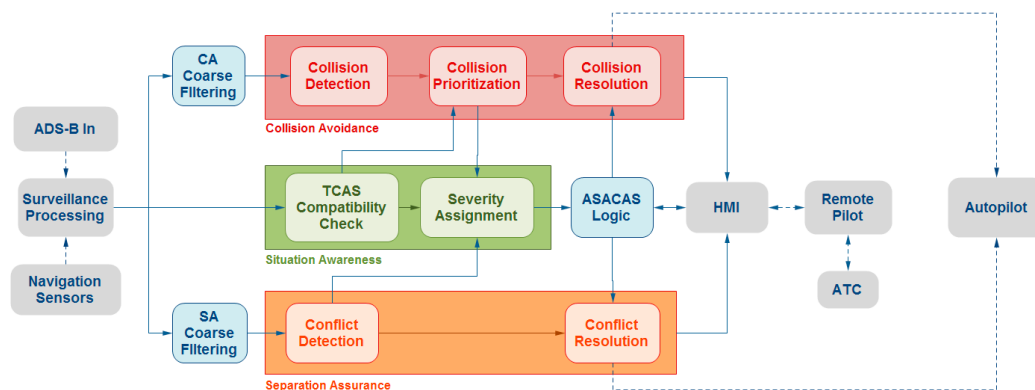 CA
Coarse
FIltering
Collision
Detection
Collision
Prioritization
Collision
Resolution
Collision Avoidance
ADS-B In
Surveillance
Processing
Navigation
Sensors
TCAS
Compatibility
Check
Severity
Assignment
Situation Awareness
ASACAS
Logic
HMI
Remote
Pilot
ATC
Autopilot
SA
Coarse
FIltering
Conflict
Detection
Conflict
Resolution
Separation Assurance